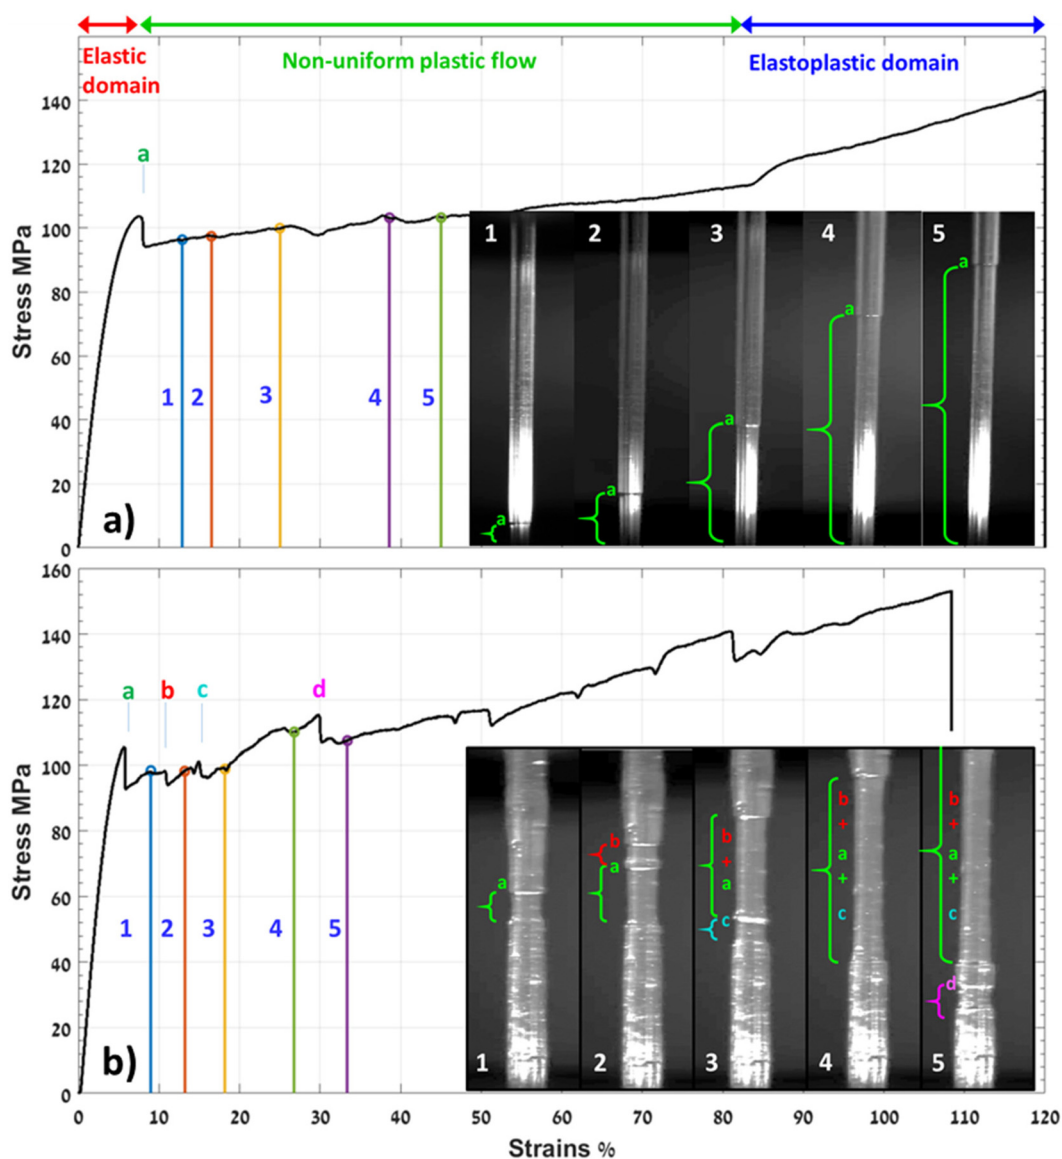 Elastic
domain
Non-uniform plastic flow
Elastoplastic domain
Stress MPa
140
120
100
80
60
40
20
0
a
1 2 3 4 5
1 2 3 4 5
a a a a a
a)
160
140
120
100
80
60
40
20
0
Stress MPa
a b c d
1 2 3 4 5
a
b
a
b
+
a
c
b
+
a
+
c
b
+
a
+
c
d
1 2 3 4 5
b)
0 10 20 30 40 50 60 70 80 90 100 110 120
Strains %